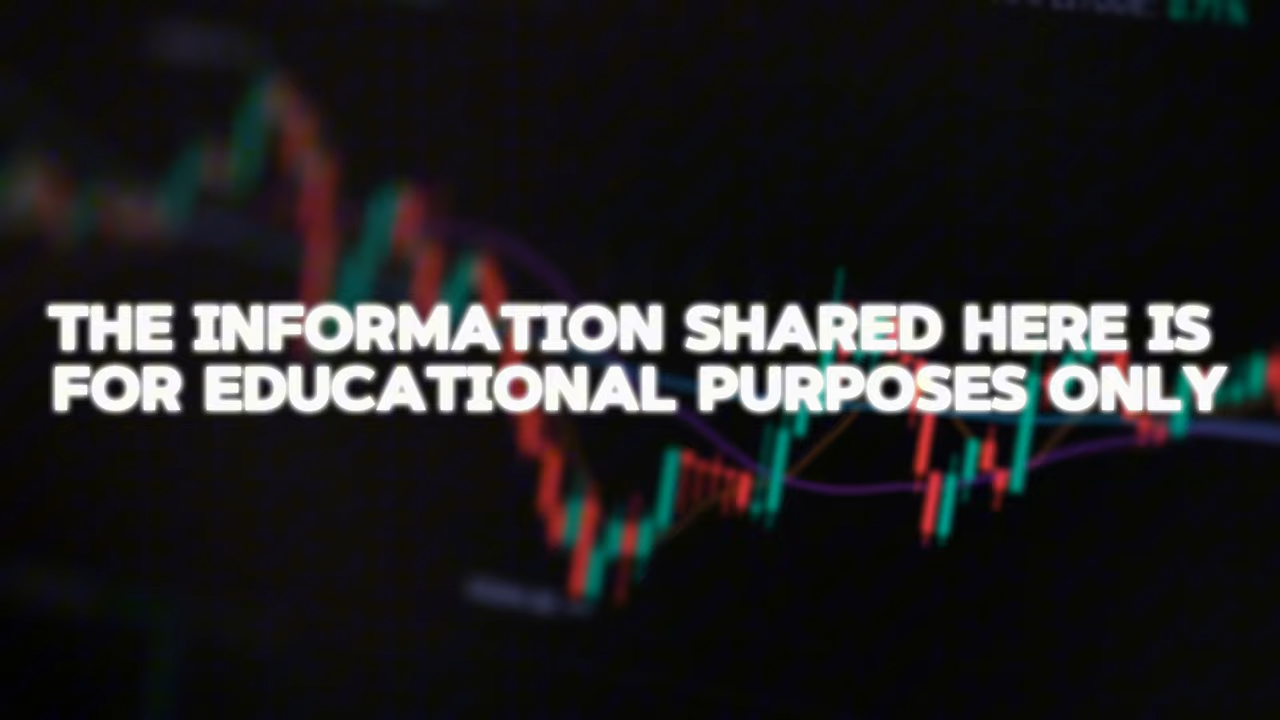 THE INFORMATION SHARED HERE IS
FOR EDUCATIONAL PURPOSES ONLY